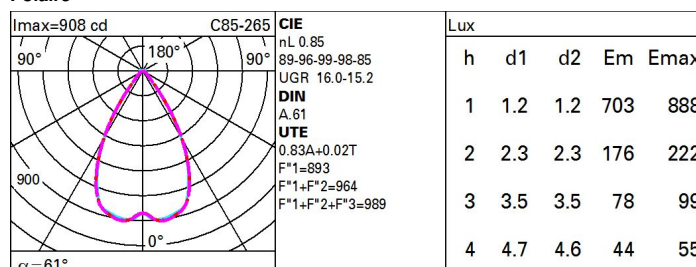 Imax=908 cd C85-265
90° 180° 90°
900
0°
α=61°
CIE
nL 0.85
89-96-99-98-85
UGR 16.0-15.2
DIN
A.61
UTE
0.83A+0.02T
F"1=893
F"1+F"2=964
F"1+F"2+F"3=989
Lux
h d1 d2 Em Emax
1 1.2 1.2 703 888
2 2.3 2.3 176 222
3 3.5 3.5 78 99
4 4.7 4.6 44 55